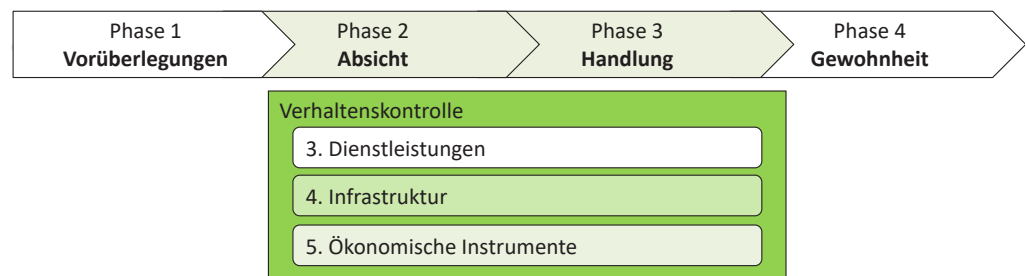 Phase 1
Vorüberlegungen
Phase 2
Absicht
Phase 3
Handlung
Phase 4
Gewohnheit
Verhaltenskontrolle
3. Dienstleistungen
4. Infrastruktur
5. Ökonomische Instrumente